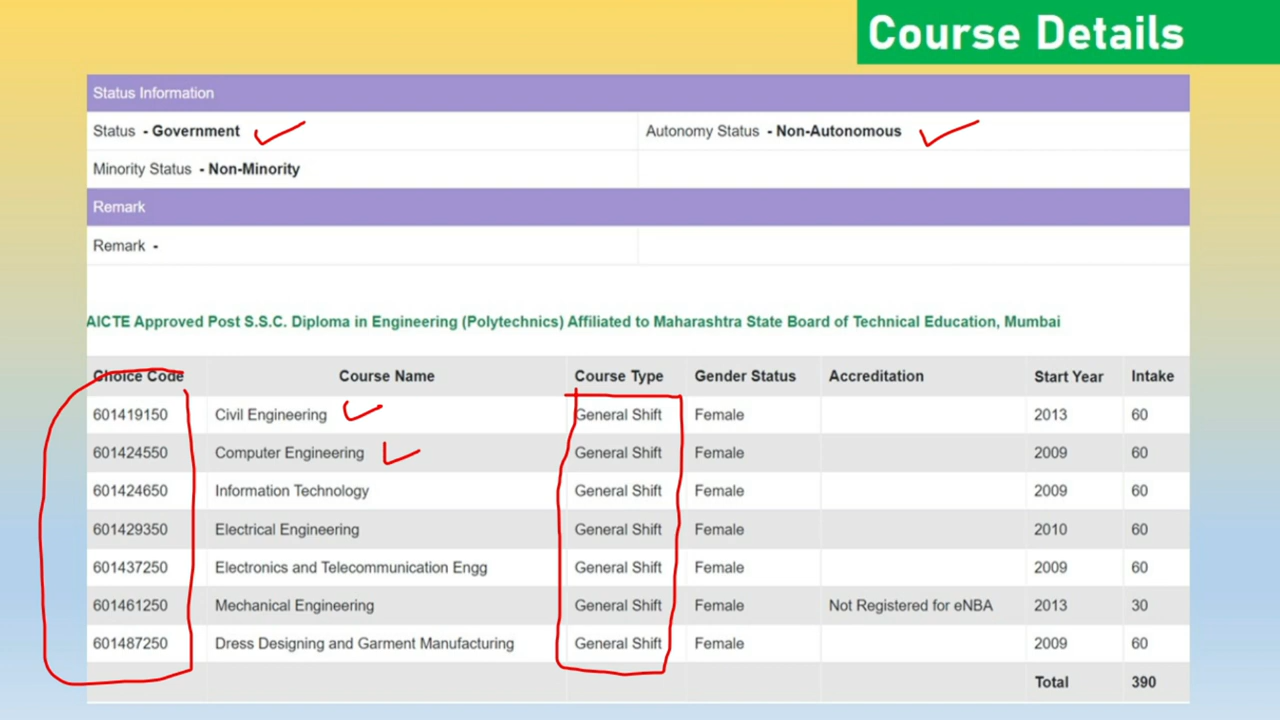 Course Details
Status Information
Status - Government Autonomy Status - Non-Autonomous
Minority Status - Non-Minority
Remark
Remark -
AICTE Approved Post S.S.C. Diploma in Engineering (Polytechnics) Affiliated to Maharashtra State Board of Technical Education, Mumbai
Choice Code Course Name Course Type Gender Status Accreditation Start Year Intake
601419150 Civil Engineering General Shift Female 2013 60
601424550 Computer Engineering General Shift Female 2009 60
601424650 Information Technology General Shift Female 2009 60
601429350 Electrical Engineering General Shift Female 2010 60
601437250 Electronics and Telecommunication Engg General Shift Female 2009 60
601461250 Mechanical Engineering General Shift Female Not Registered for eNBA 2013 30
601487250 Dress Designing and Garment Manufacturing General Shift Female 2009 60
Total 390